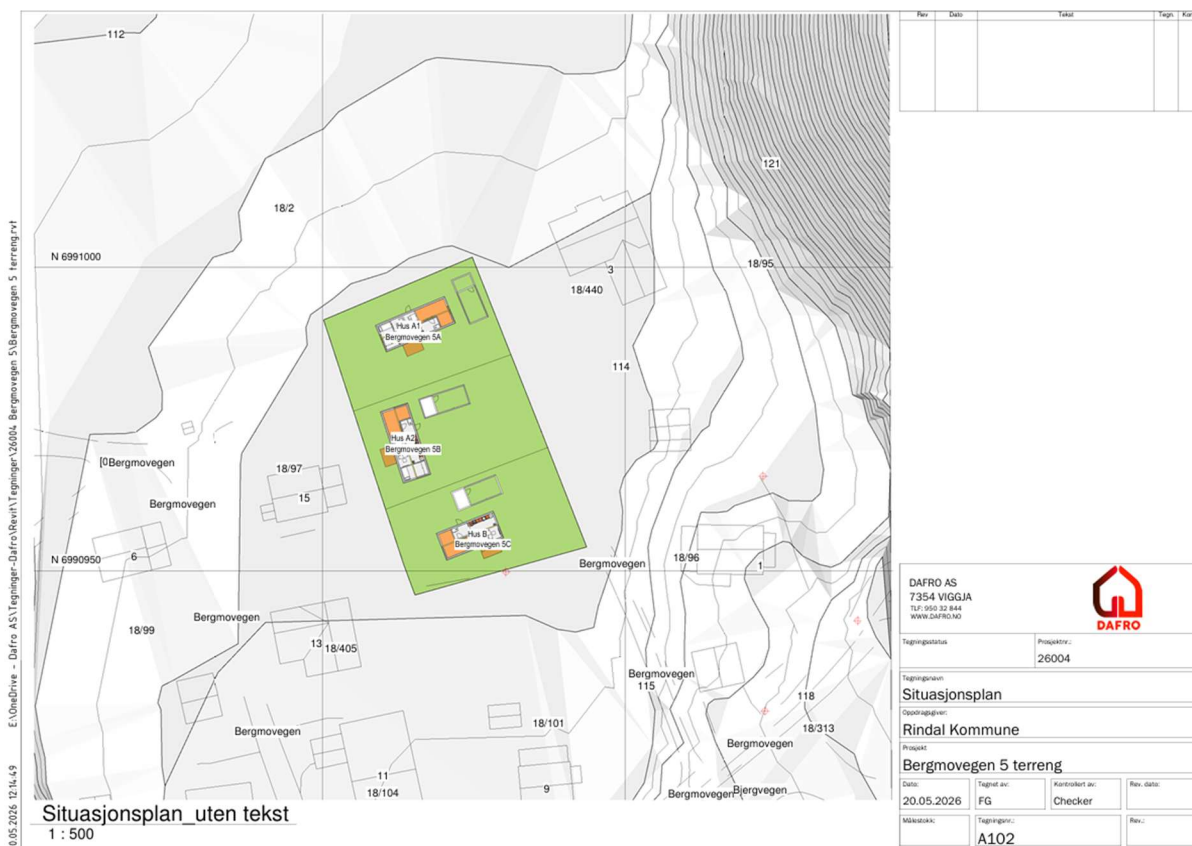 112
18/2
N 6991000
121
18/95
3
18/440
Hus A1
Bergmovegen 5A
114
Hus A2
Bergmovegen 5B
Bergmovegen
Bergmovegen
18/97
15
Hus B
Bergmovegen 5C
N 6990950
6
Bergmovegen
18/96
1
Bergmovegen
18/99
13
18/405
Bergmovegen
115
118
18/313
Bergmovegen
18/101
Bergmovegen
11
18/104
9
Bergmovegen
Bjergvegen
Situasjonsplan_uten tekst
1 : 500
E:\OneDrive - Dafro AS\Tegninger-Dafro\Revit\Tegninger\26004 Bergmovegen 5\Bergmovegen 5 terreng.rvt
0.05.2026 12:14:49
Rev
Dato
Tekst
Tegn.
DAFRO AS
7354 VIGGJA
TLF: 950 32 844
WWW.DAFRO.NO
DAFRO
Tegningsstatus
Prosjektnr.:
26004
Tegningsnavn
Situasjonsplan
Oppdragsgiver:
Rindal Kommune
Prosjekt
Bergmovegen 5 terreng
Dato:
20.05.2026
Tegnet av:
FG
Kontrollert av:
Checker
Rev. dato:
Målestokk:
Tegningsnr.:
A102
Rev.: